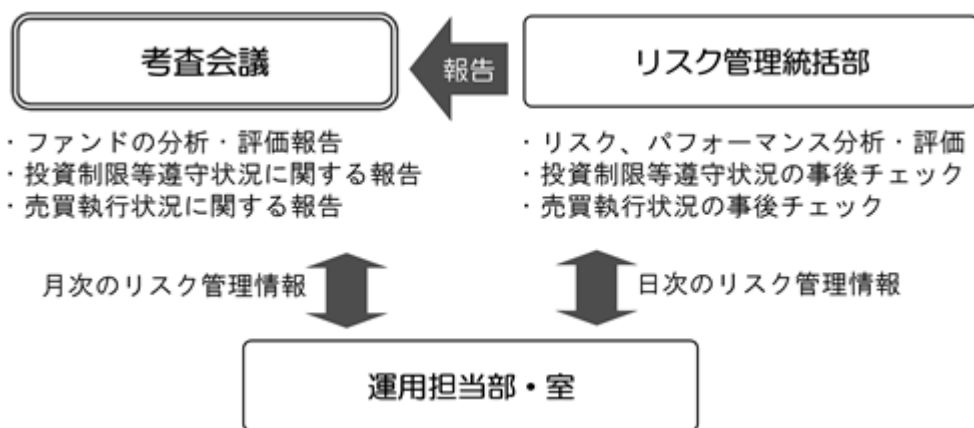 考査会議
報告
リスク管理統括部
・ファンドの分析・評価報告
・投資制限等遵守状況に関する報告
・売買執行状況に関する報告
・リスク、パフォーマンス分析・評価
・投資制限等遵守状況の事後チェック
・売買執行状況の事後チェック
月次のリスク管理情報
日次のリスク管理情報
運用担当部・室